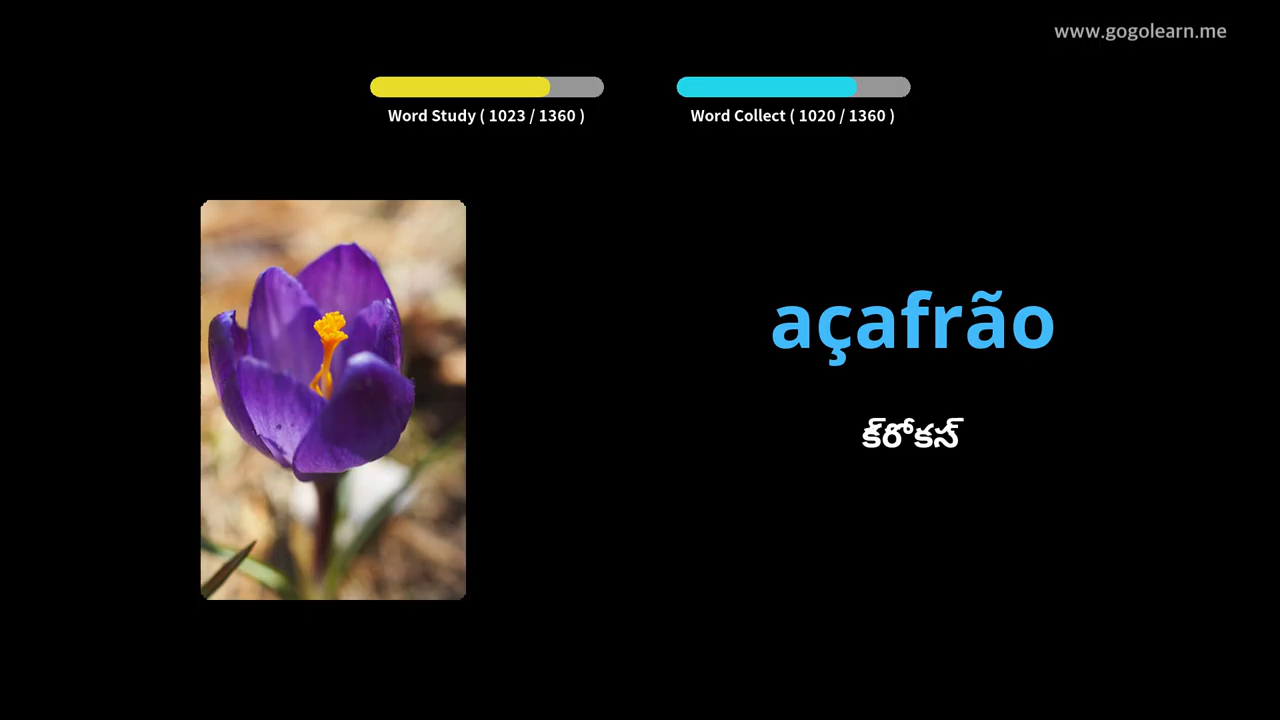 www.gogolearn.me
Word Study ( 1023 / 1360 )
Word Collect ( 1020 / 1360 )
açafrão
క్‌రోకస్